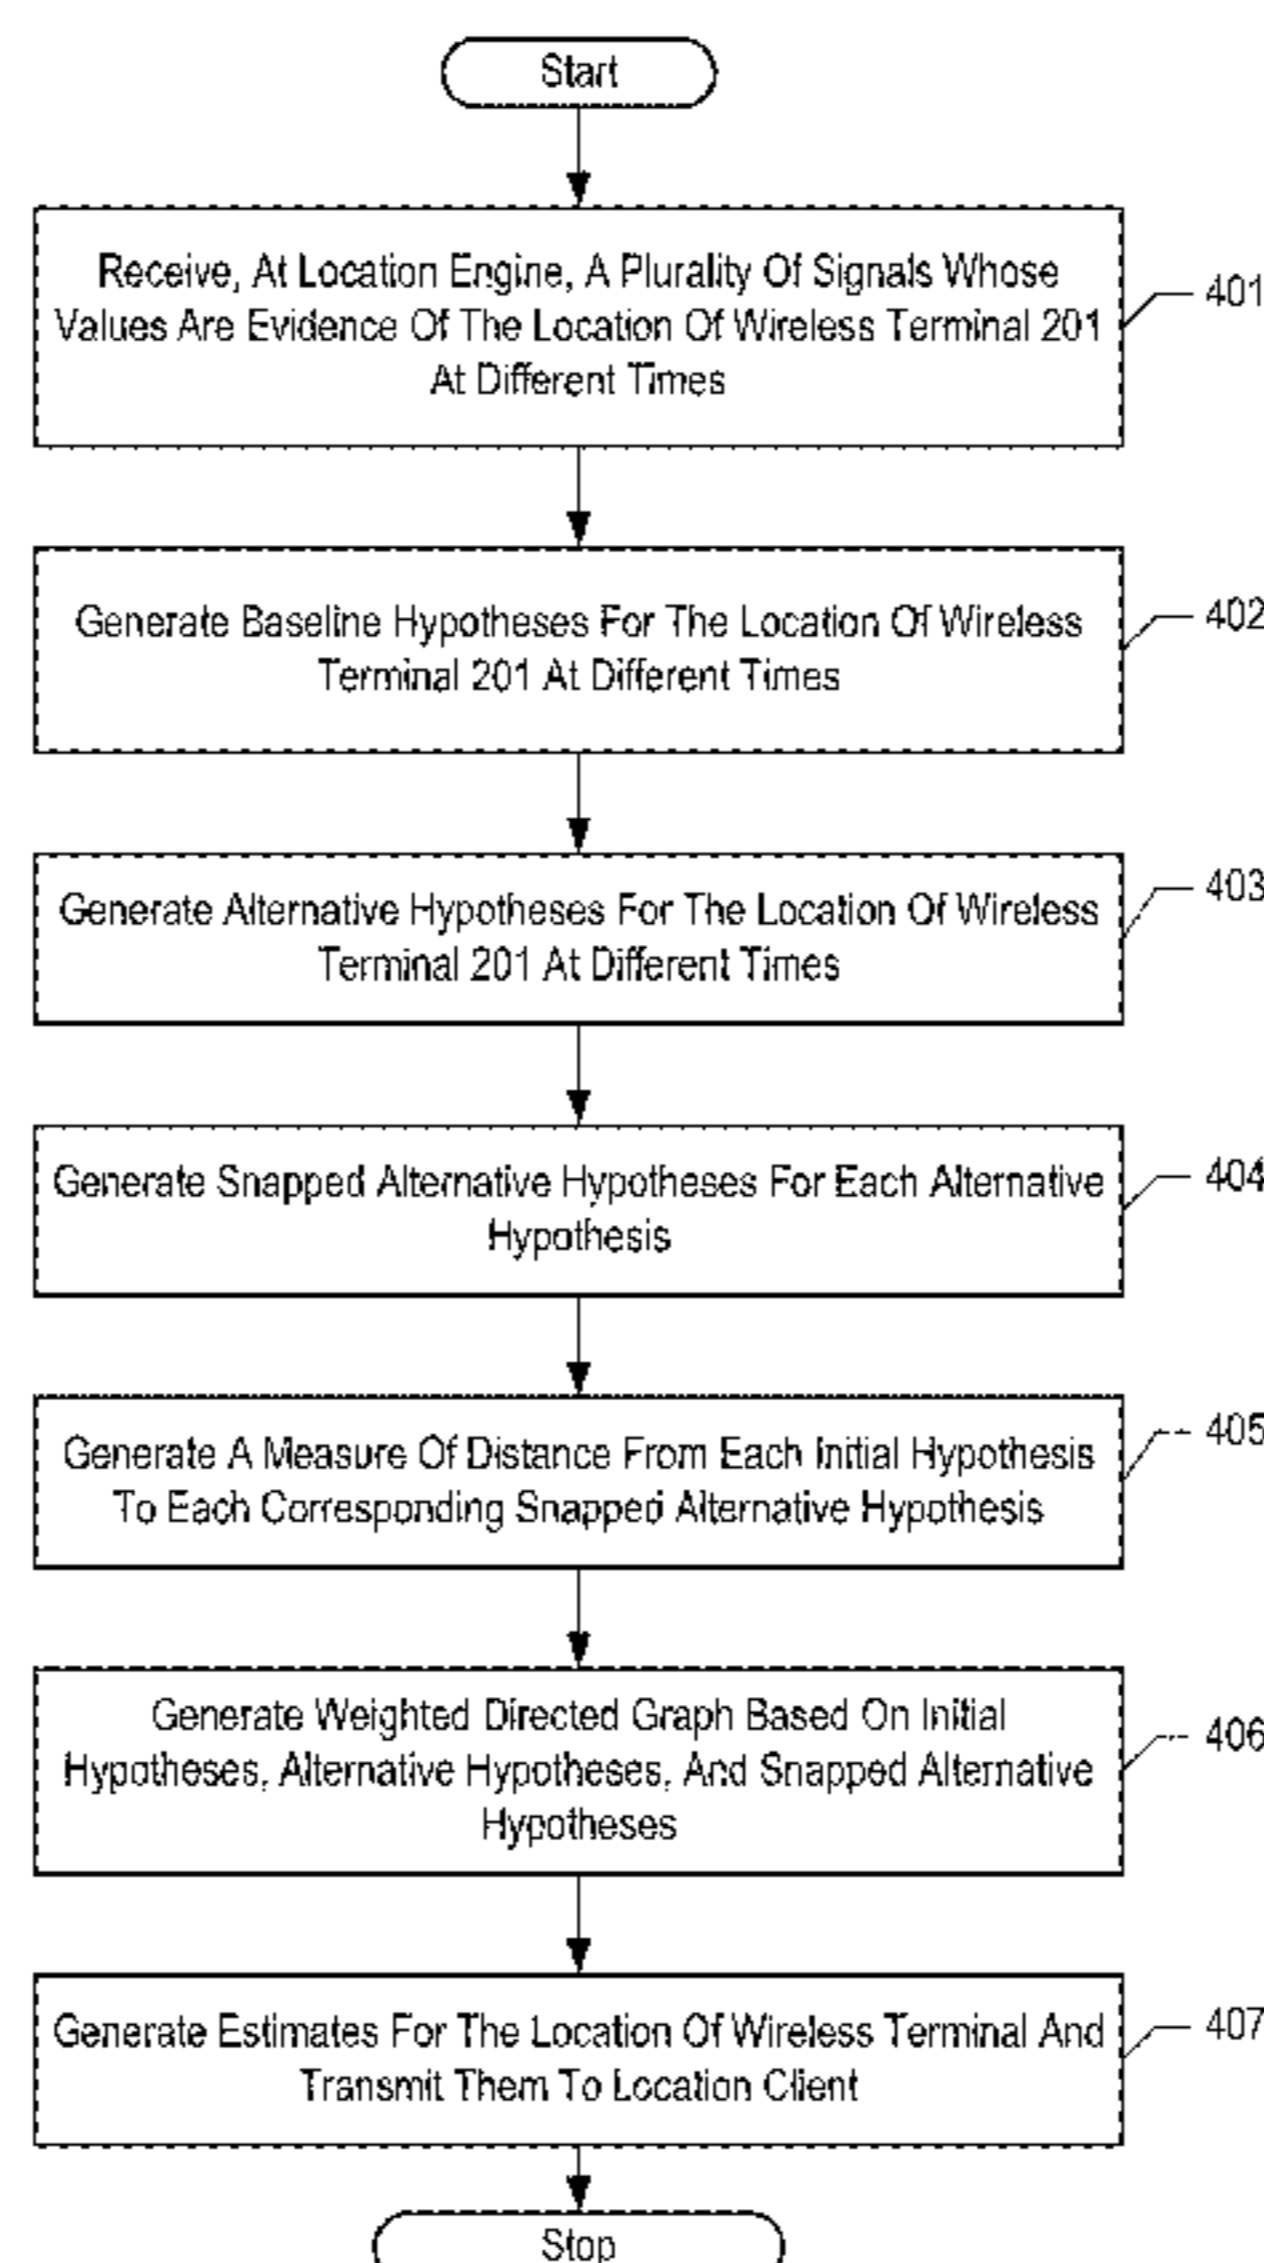 Start
Receive, At Location Engine, A Plurality Of Signals Whose
Values Are Evidence Of The Location Of Wireless Terminal 201
At Different Times
401
Generate Baseline Hypotheses For The Location Of Wireless
Terminal 201 At Different Times
402
Generate Alternative Hypotheses For The Location Of Wireless
Terminal 201 At Different Times
403
Generate Snapped Alternative Hypotheses For Each Alternative
Hypothesis
404
Generate A Measure Of Distance From Each Initial Hypothesis
To Each Corresponding Snapped Alternative Hypothesis
405
Generate Weighted Directed Graph Based On Initial
Hypotheses, Alternative Hypotheses, And Snapped Alternative
Hypotheses
406
Generate Estimates For The Location Of Wireless Terminal And
Transmit Them To Location Client
407
Stop